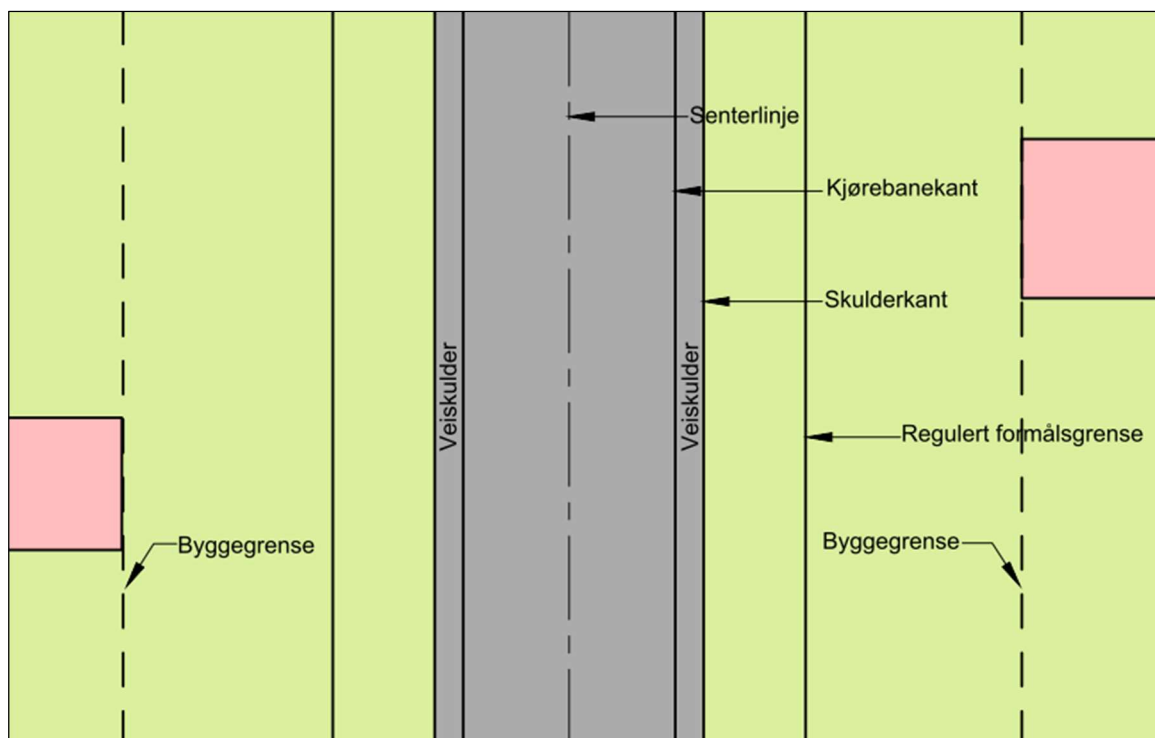 Senterlinje
Kjørebanekant
Skulderkant
Veiskulder
Veiskulder
Regulert formålsgrense
Byggegrense
Byggegrense